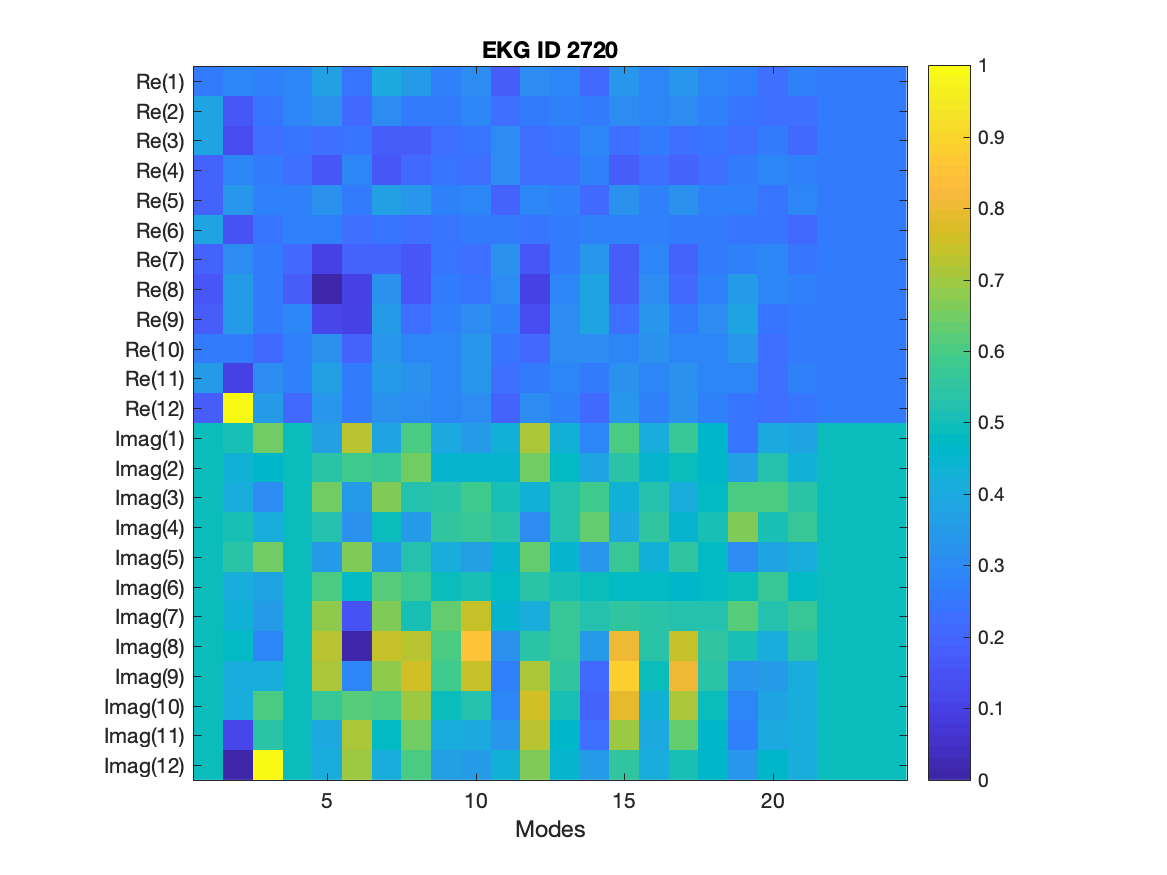 EKG ID 2720
Re(1)
Re(2)
Re(3)
Re(4)
Re(5)
Re(6)
Re(7)
Re(8)
Re(9)
Re(10)
Re(11)
Re(12)
Imag(1)
Imag(2)
Imag(3)
Imag(4)
Imag(5)
Imag(6)
Imag(7)
Imag(8)
Imag(9)
Imag(10)
Imag(11)
Imag(12)
5 10 15 20
Modes
1
0.9
0.8
0.7
0.6
0.5
0.4
0.3
0.2
0.1
0